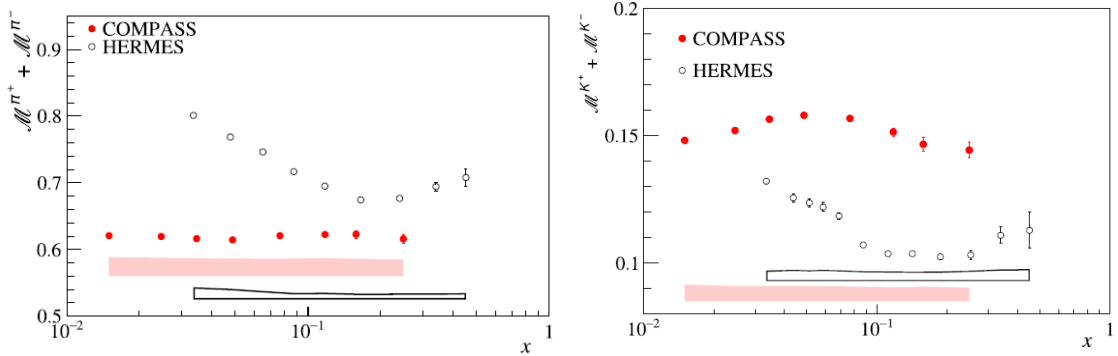 ℳ^π⁺ + ℳ^π⁻
0.9
0.8
0.7
0.6
0.5
COMPASS
HERMES
10⁻² 10⁻¹ 1
x
ℳ^K⁺ + ℳ^K⁻
0.2
0.15
0.1
COMPASS
HERMES
10⁻² 10⁻¹ 1
x